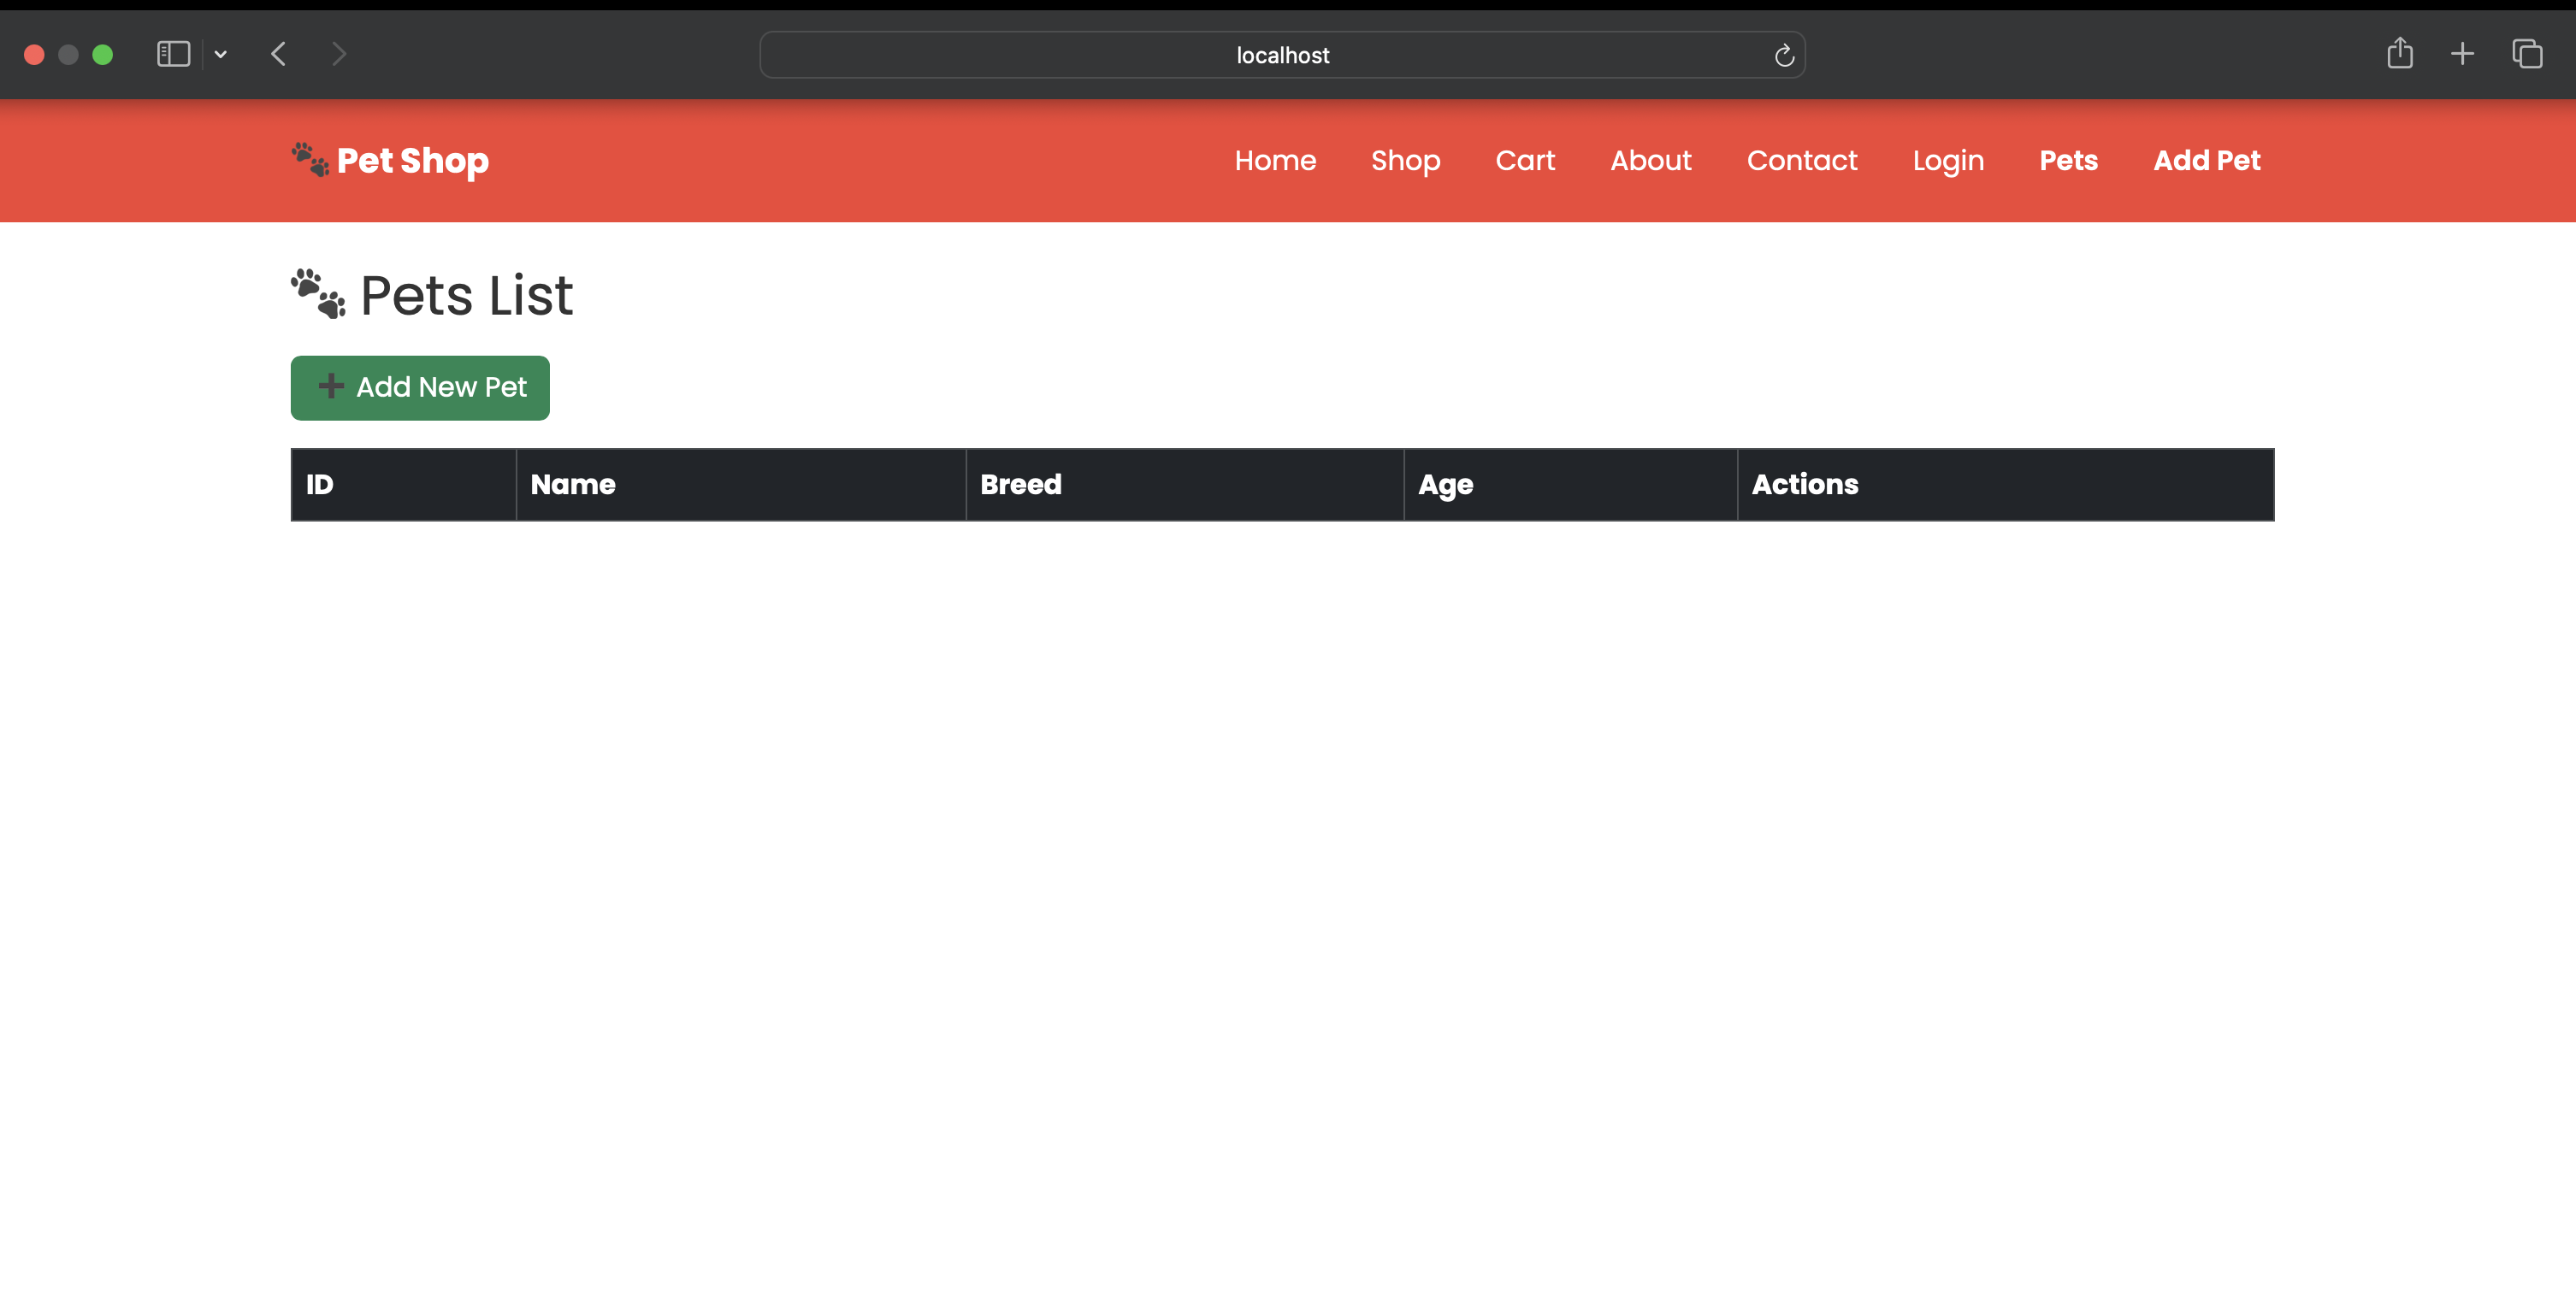 localhost
Pet Shop Home Shop Cart About Contact Login Pets Add Pet
Pets List
Add New Pet
ID Name Breed Age Actions